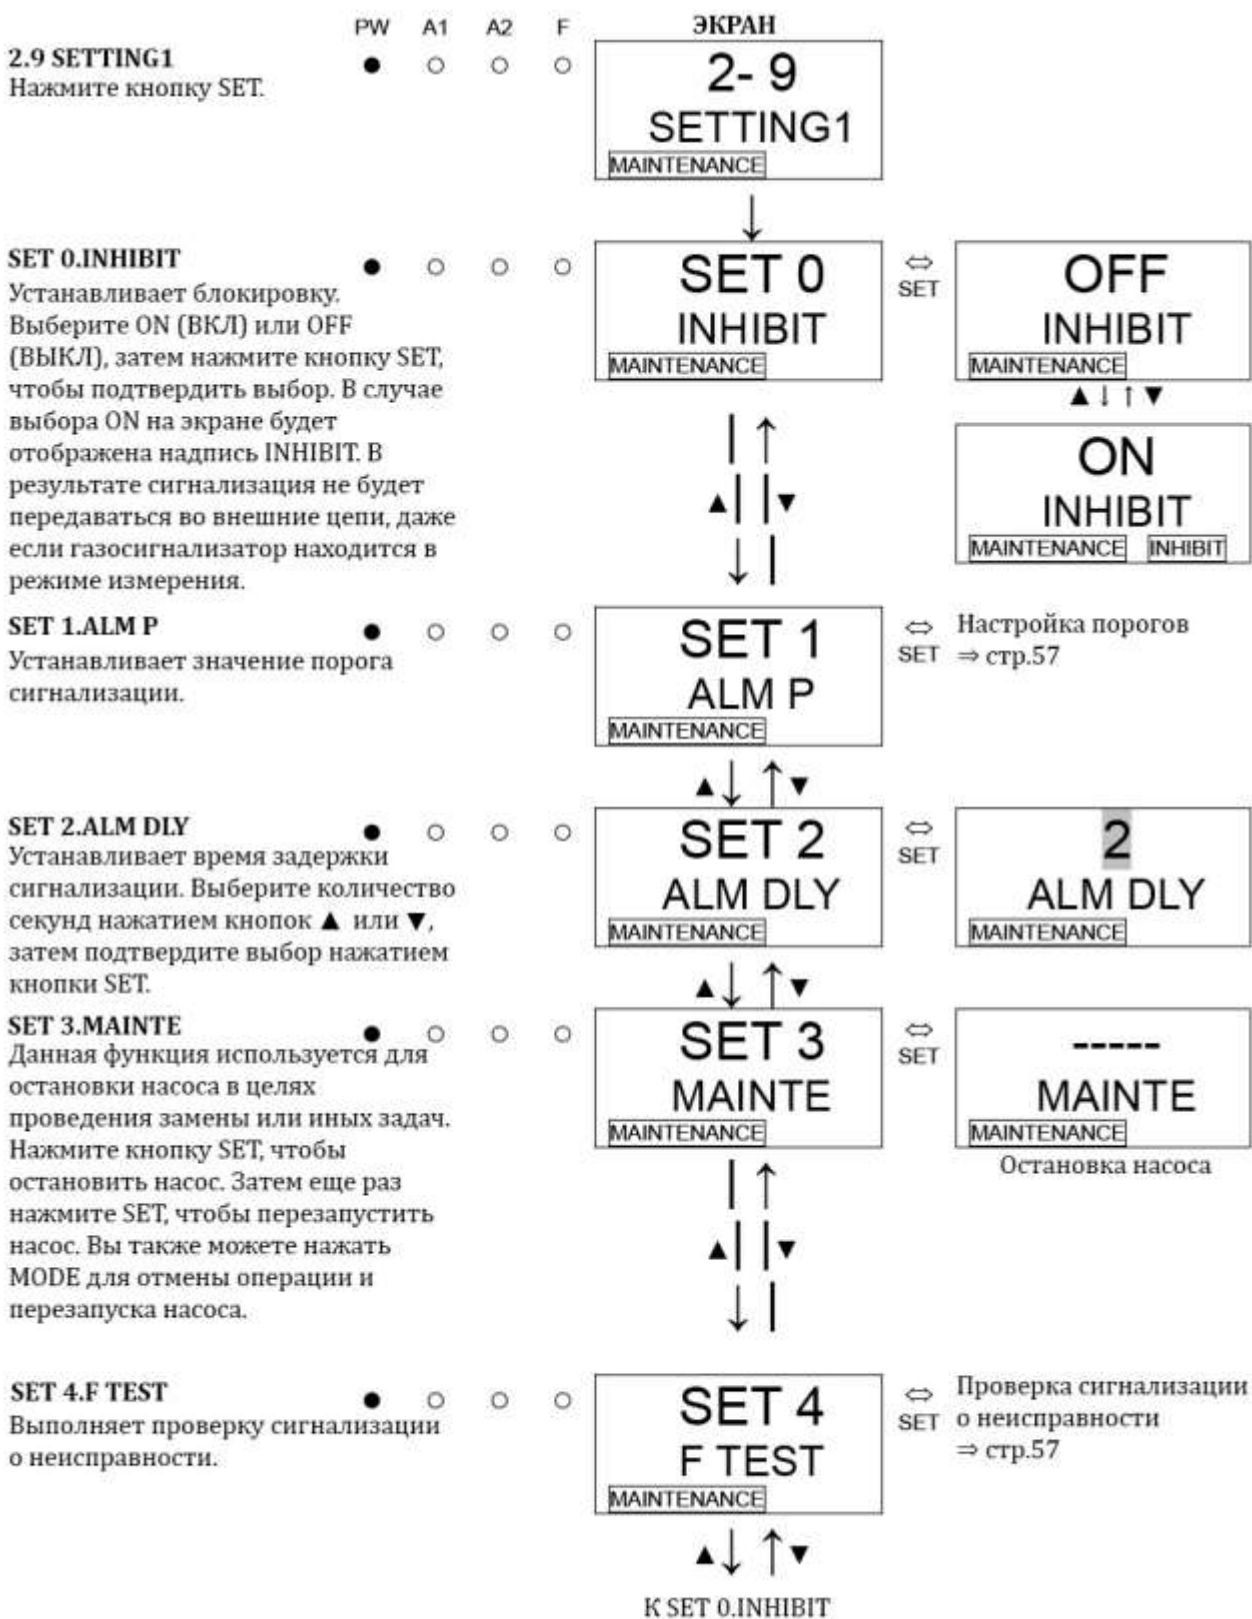 PW A1 A2 F ЭКРАН
2.9 SETTING1
Нажмите кнопку SET.
2- 9
SETTING1
MAINTENANCE
SET 0.INHIBIT
Устанавливает блокировку.
Выберите ON (ВКЛ) или OFF
(ВЫКЛ), затем нажмите кнопку SET,
чтобы подтвердить выбор. В случае
выбора ON на экране будет
отображена надпись INHIBIT. В
результате сигнализация не будет
передаваться во внешние цепи, даже
если газосигнализатор находится в
режиме измерения.
SET 0
INHIBIT
MAINTENANCE
⇔
SET
OFF
INHIBIT
MAINTENANCE
▲ ↓ ↑ ▼
ON
INHIBIT
MAINTENANCE INHIBIT
▲ ▼
SET 1.ALM P
Устанавливает значение порога
сигнализации.
SET 1
ALM P
MAINTENANCE
⇔
SET
Настройка порогов
⇒ стр.57
▲↓ ↑▼
SET 2.ALM DLY
Устанавливает время задержки
сигнализации. Выберите количество
секунд нажатием кнопок ▲ или ▼,
затем подтвердите выбор нажатием
кнопки SET.
SET 2
ALM DLY
MAINTENANCE
⇔
SET
2
ALM DLY
MAINTENANCE
▲↓ ↑▼
SET 3.MAINTE
Данная функция используется для
остановки насоса в целях
проведения замены или иных задач.
Нажмите кнопку SET, чтобы
остановить насос. Затем еще раз
нажмите SET, чтобы перезапустить
насос. Вы также можете нажать
MODE для отмены операции и
перезапуска насоса.
SET 3
MAINTE
MAINTENANCE
⇔
SET
-----
MAINTE
MAINTENANCE
Остановка насоса
▲ ▼
SET 4.F TEST
Выполняет проверку сигнализации
о неисправности.
SET 4
F TEST
MAINTENANCE
⇔
SET
Проверка сигнализации
о неисправности
⇒ стр.57
▲↓ ↑▼
К SET 0.INHIBIT